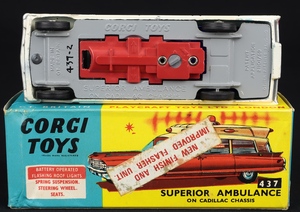 CORGI TOYS
437-2
CORGI
TOYS
BATTERY OPERATED
FLASHING ROOF LIGHTS
SPRING SUSPENSION.
STEERING WHEEL.
SEATS.
NEW FINISH AND
IMPROVED
FLASHER UNIT
437
SUPERIOR AMBULANCE
ON CADILLAC CHASSIS